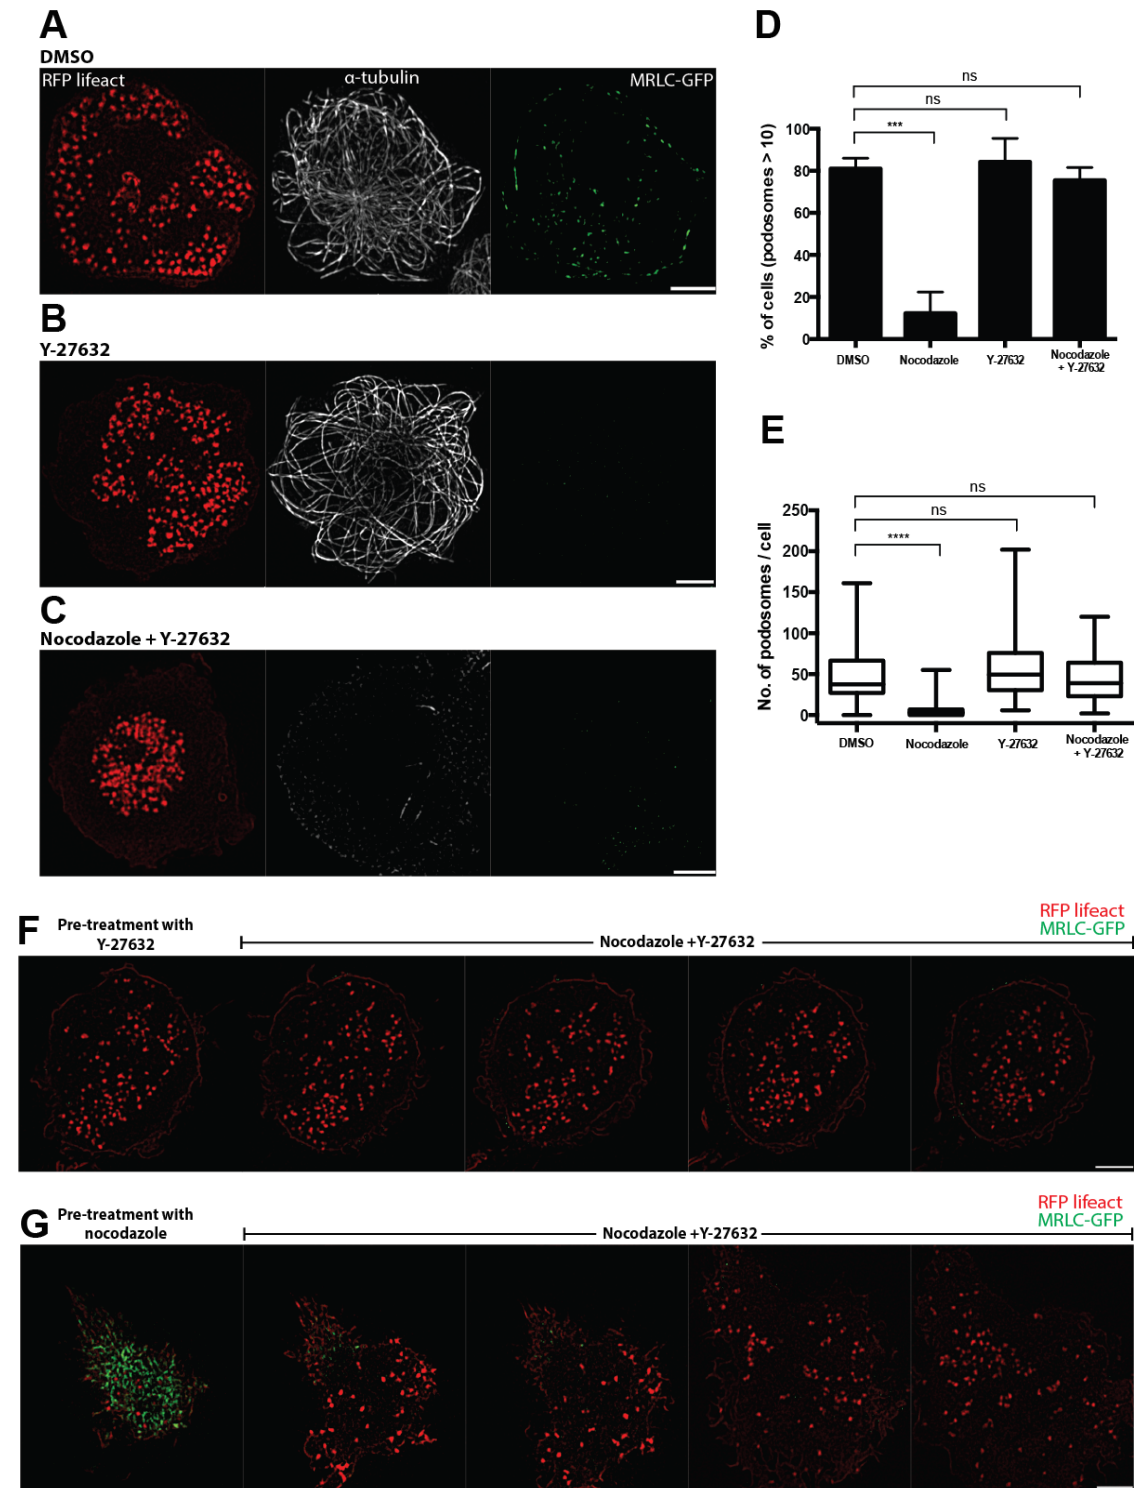 A
DMSO
RFP lifeact
α-tubulin
MRLC-GFP
B
Y-27632
C
Nocodazole + Y-27632
D
ns
ns
***
% of cells (podosomes > 10)
100
80
60
40
20
0
DMSO
Nocodazole
Y-27632
Nocodazole
+ Y-27632
E
ns
ns
****
No. of podosomes / cell
250
200
150
100
50
0
DMSO
Nocodazole
Y-27632
Nocodazole
+ Y-27632
F
Pre-treatment with
Y-27632
Nocodazole +Y-27632
RFP lifeact
MRLC-GFP
G
Pre-treatment with
nocodazole
Nocodazole +Y-27632
RFP lifeact
MRLC-GFP